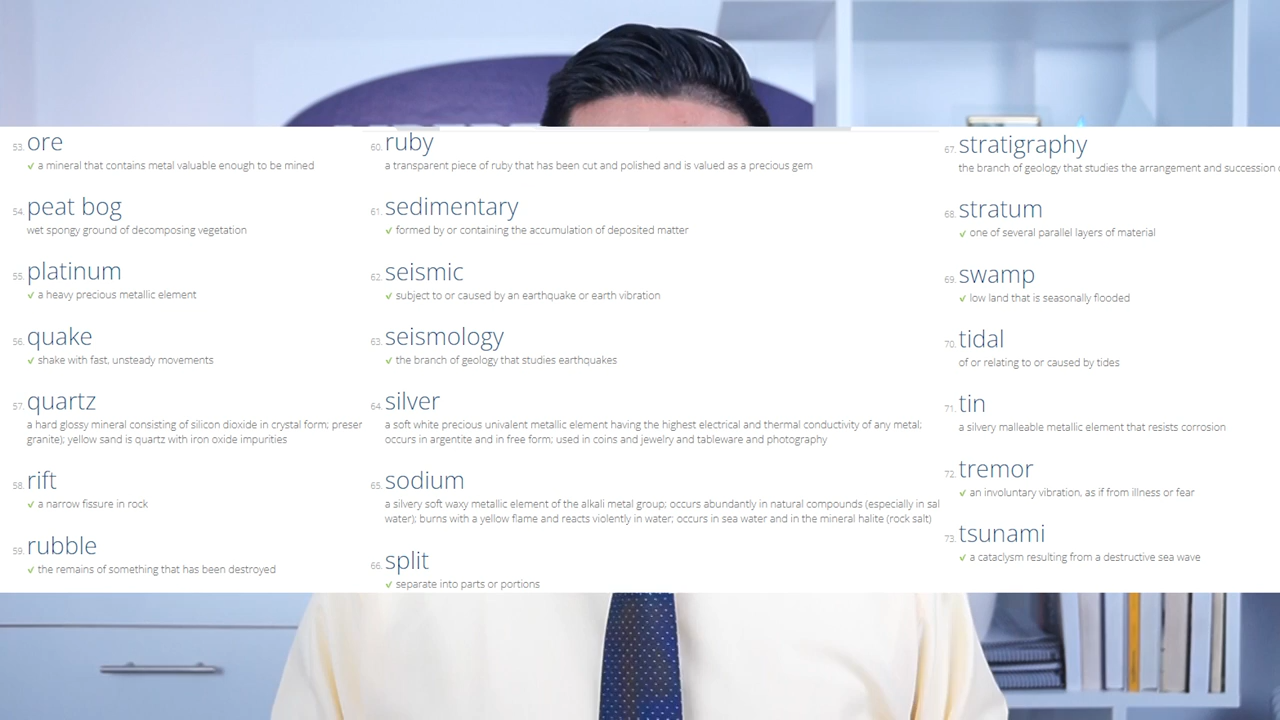 53. ore
✓ a mineral that contains metal valuable enough to be mined
54. peat bog
wet spongy ground of decomposing vegetation
55. platinum
✓ a heavy precious metallic element
56. quake
✓ shake with fast, unsteady movements
57. quartz
a hard glossy mineral consisting of silicon dioxide in crystal form; preser
granite); yellow sand is quartz with iron oxide impurities
58. rift
✓ a narrow fissure in rock
59. rubble
✓ the remains of something that has been destroyed
60. ruby
a transparent piece of ruby that has been cut and polished and is valued as a precious gem
61. sedimentary
✓ formed by or containing the accumulation of deposited matter
62. seismic
✓ subject to or caused by an earthquake or earth vibration
63. seismology
✓ the branch of geology that studies earthquakes
64. silver
a soft white precious univalent metallic element having the highest electrical and thermal conductivity of any metal;
occurs in argentite and in free form; used in coins and jewelry and tableware and photography
65. sodium
a silvery soft waxy metallic element of the alkali metal group; occurs abundantly in natural compounds (especially in sal
water); burns with a yellow flame and reacts violently in water; occurs in sea water and in the mineral halite (rock salt)
66. split
✓ separate into parts or portions
67. stratigraphy
the branch of geology that studies the arrangement and succession
68. stratum
✓ one of several parallel layers of material
69. swamp
✓ low land that is seasonally flooded
70. tidal
of or relating to or caused by tides
71. tin
a silvery malleable metallic element that resists corrosion
72. tremor
✓ an involuntary vibration, as if from illness or fear
73. tsunami
✓ a cataclysm resulting from a destructive sea wave